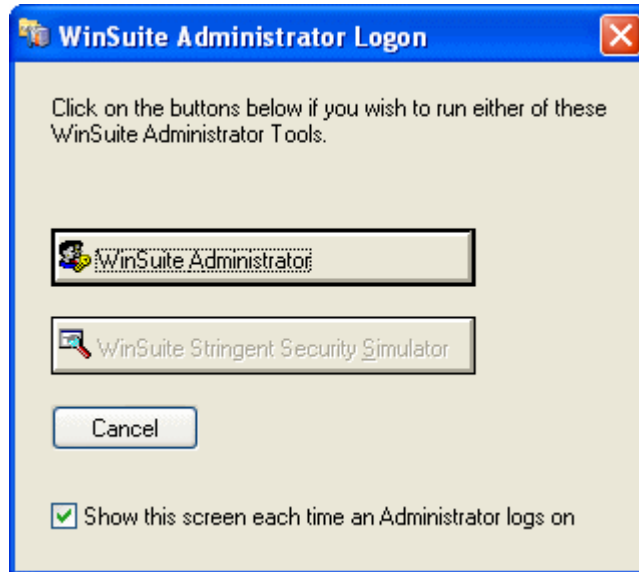 WinSuite Administrator Logon
Click on the buttons below if you wish to run either of these
WinSuite Administrator Tools.
WinSuite Administrator
WinSuite Stringent Security Simulator
Cancel
Show this screen each time an Administrator logs on